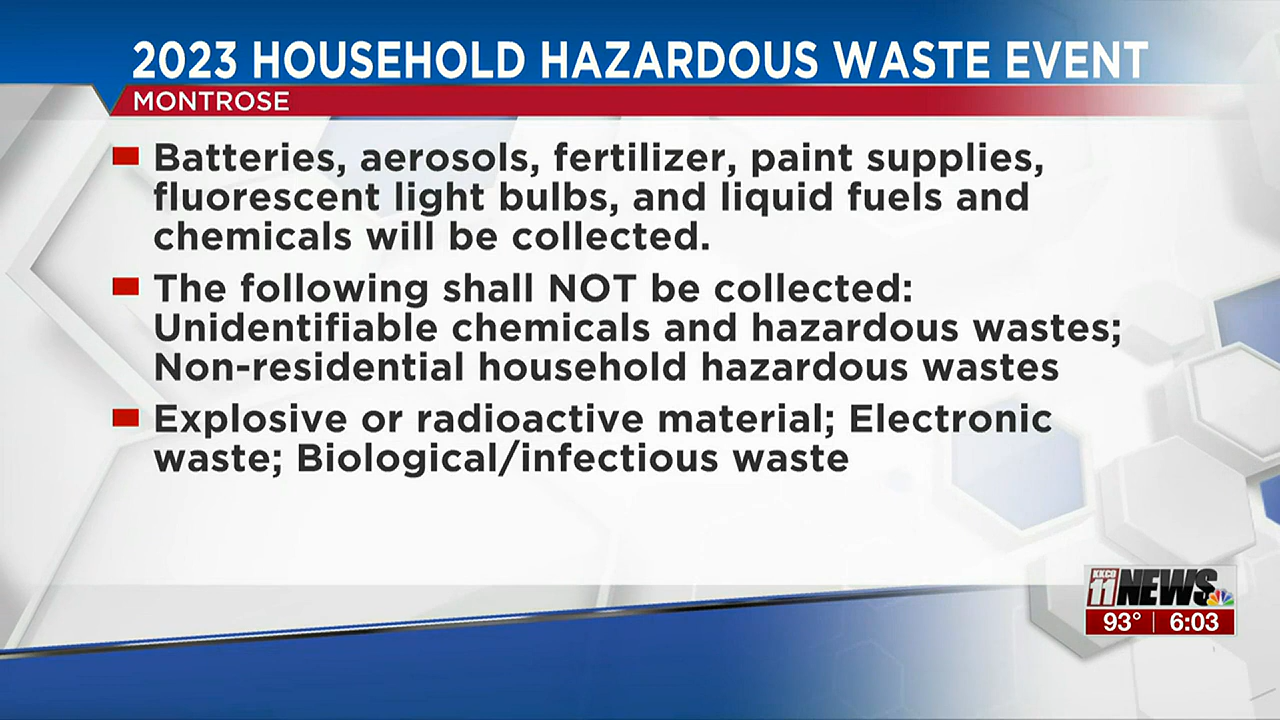 2023 HOUSEHOLD HAZARDOUS WASTE EVENT
MONTROSE
Batteries, aerosols, fertilizer, paint supplies,
fluorescent light bulbs, and liquid fuels and
chemicals will be collected.
The following shall NOT be collected:
Unidentifiable chemicals and hazardous wastes;
Non-residential household hazardous wastes
Explosive or radioactive material; Electronic
waste; Biological/infectious waste
KKCO
11 NEWS
93° | 6:03